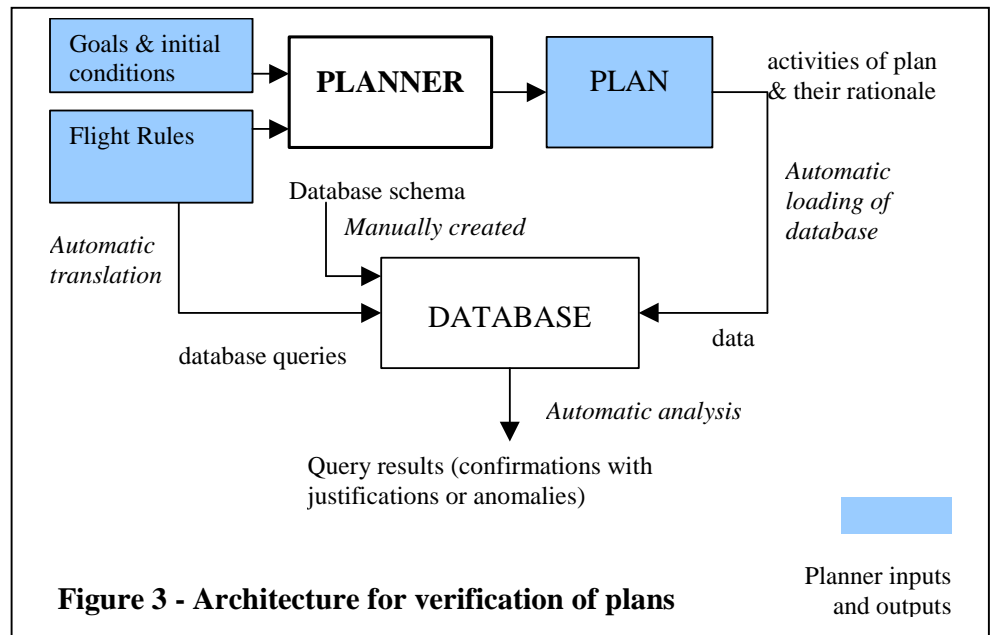 Goals & initial
conditions
PLANNER
PLAN
activities of plan
& their rationale
Flight Rules
Database schema
Manually created
Automatic
loading of
database
Automatic
translation
DATABASE
database queries
data
Automatic analysis
Query results (confirmations with
justifications or anomalies)
Planner inputs
and outputs
Figure 3 - Architecture for verification of plans